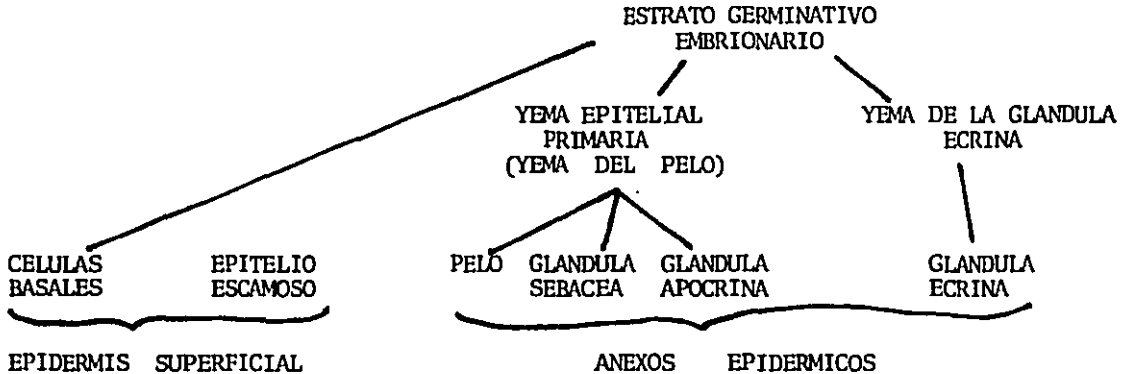 ESTRATO GERMINATIVO
EMBRIONARIO
YEMA EPITELIAL
PRIMARIA
(YEMA DEL PELO)
YEMA DE LA GLANDULA
ECRINA
CELULAS
BASALES
EPITELIO
ESCAMOSO
PELO
GLANDULA
SEBACEA
GLANDULA
APOCRINA
GLANDULA
ECRINA
EPIDERMIS SUPERFICIAL
ANEXOS EPIDERMICOS